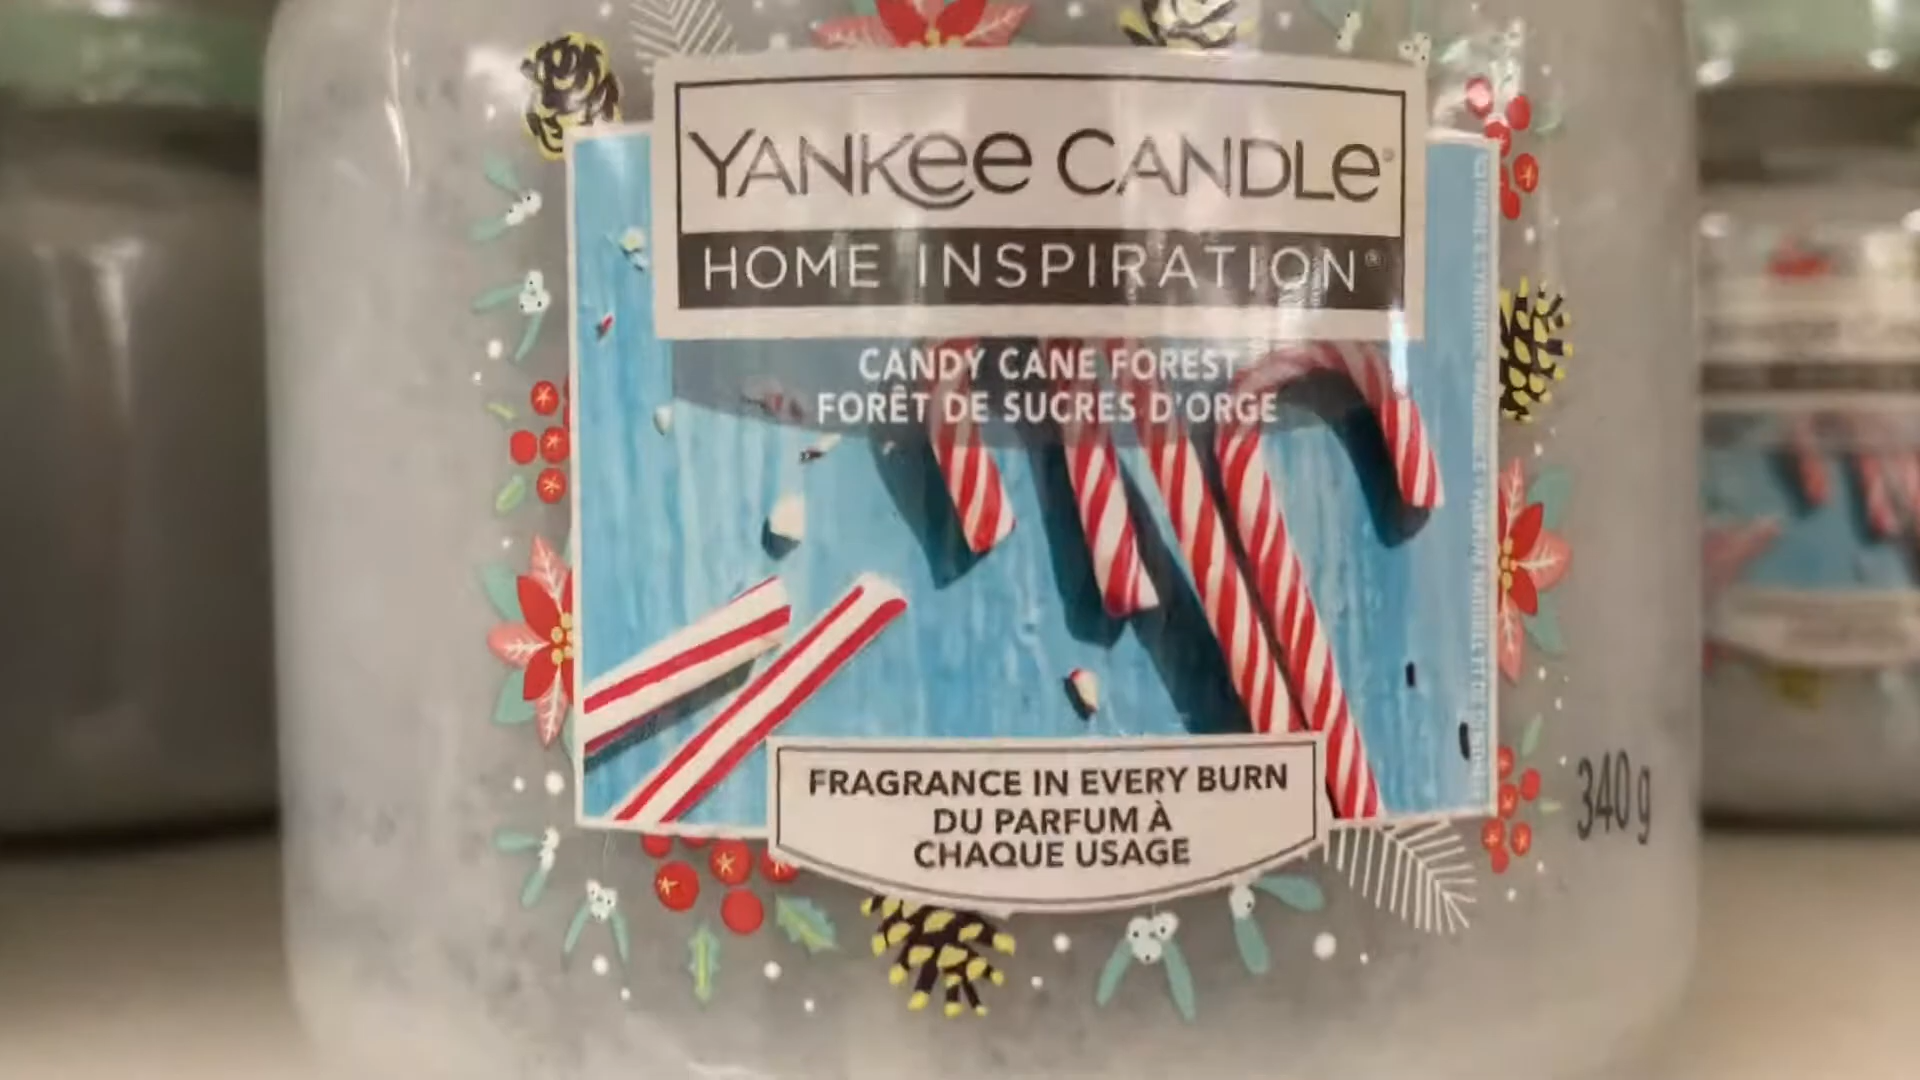 YANKEE CANDLE®
HOME INSPIRATION®
CANDY CANE FOREST
FORÊT DE SUCRES D'ORGE
FRAGRANCE IN EVERY BURN
DU PARFUM À
CHAQUE USAGE
340 g